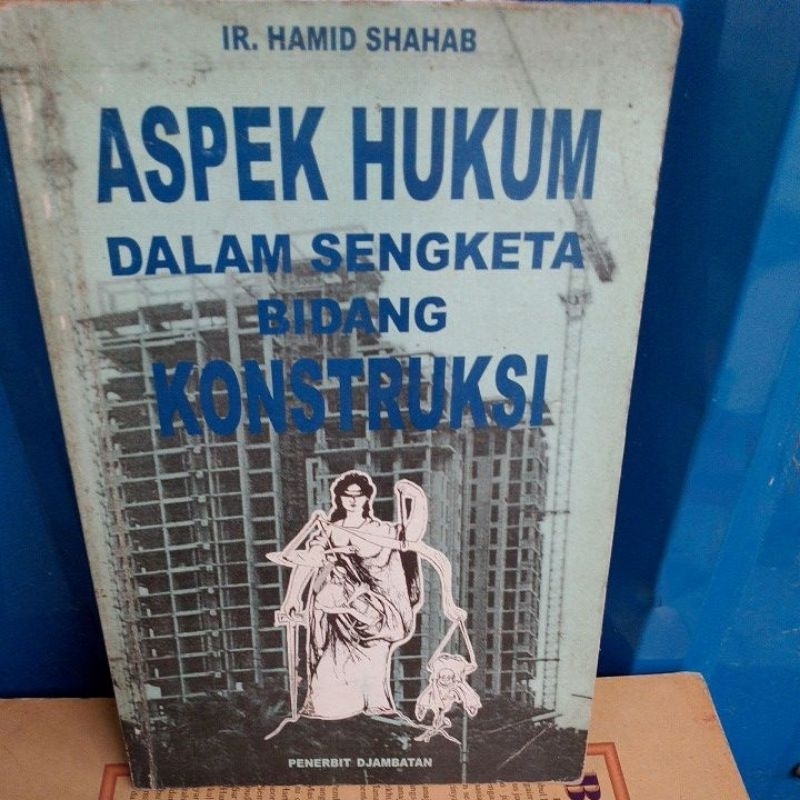 IR. HAMID SHAHAB
ASPEK HUKUM
DALAM SENGKETA
BIDANG
KONSTRUKSI
PENERBIT DJAMBATAN